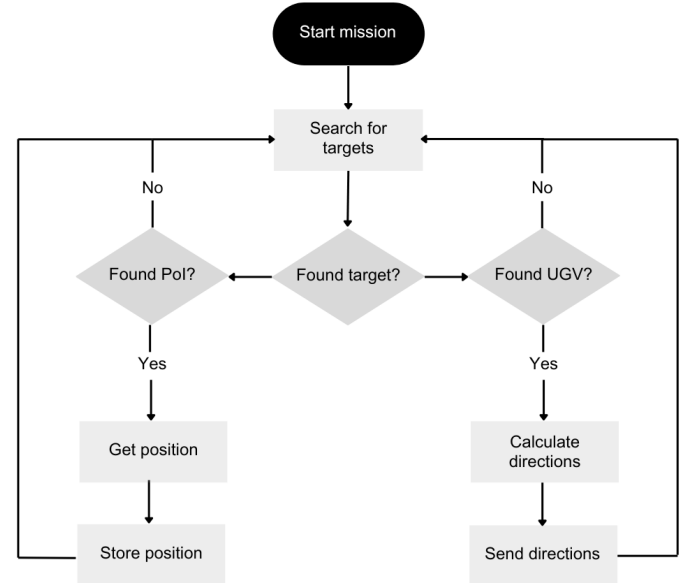 Start mission
Search for
targets
No
No
Found PoI?
Found target?
Found UGV?
Yes
Yes
Get position
Calculate
directions
Store position
Send directions